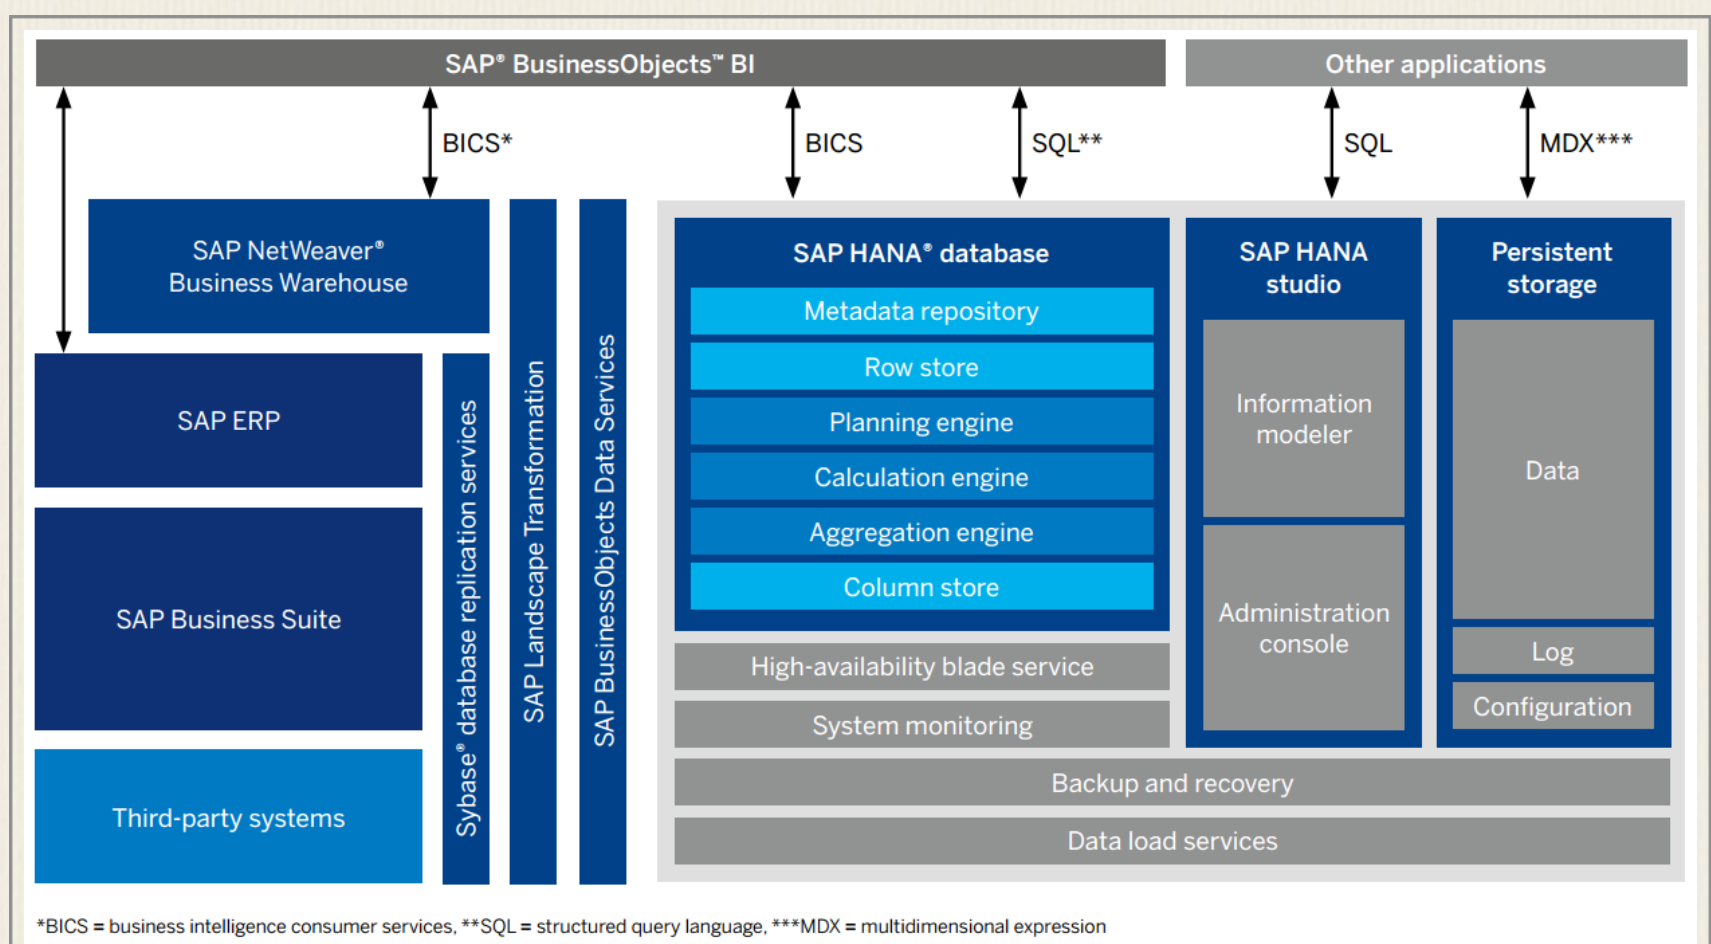 SAP® BusinessObjects™ BI
Other applications
BICS*
BICS
SQL**
SQL
MDX***
SAP NetWeaver®
Business Warehouse
SAP ERP
SAP Business Suite
Third-party systems
Sybase® database replication services
SAP Landscape Transformation
SAP BusinessObjects Data Services
SAP HANA® database
Metadata repository
Row store
Planning engine
Calculation engine
Aggregation engine
Column store
High-availability blade service
System monitoring
SAP HANA
studio
Information
modeler
Administration
console
Persistent
storage
Data
Log
Configuration
Backup and recovery
Data load services
*BICS = business intelligence consumer services, **SQL = structured query language, ***MDX = multidimensional expression